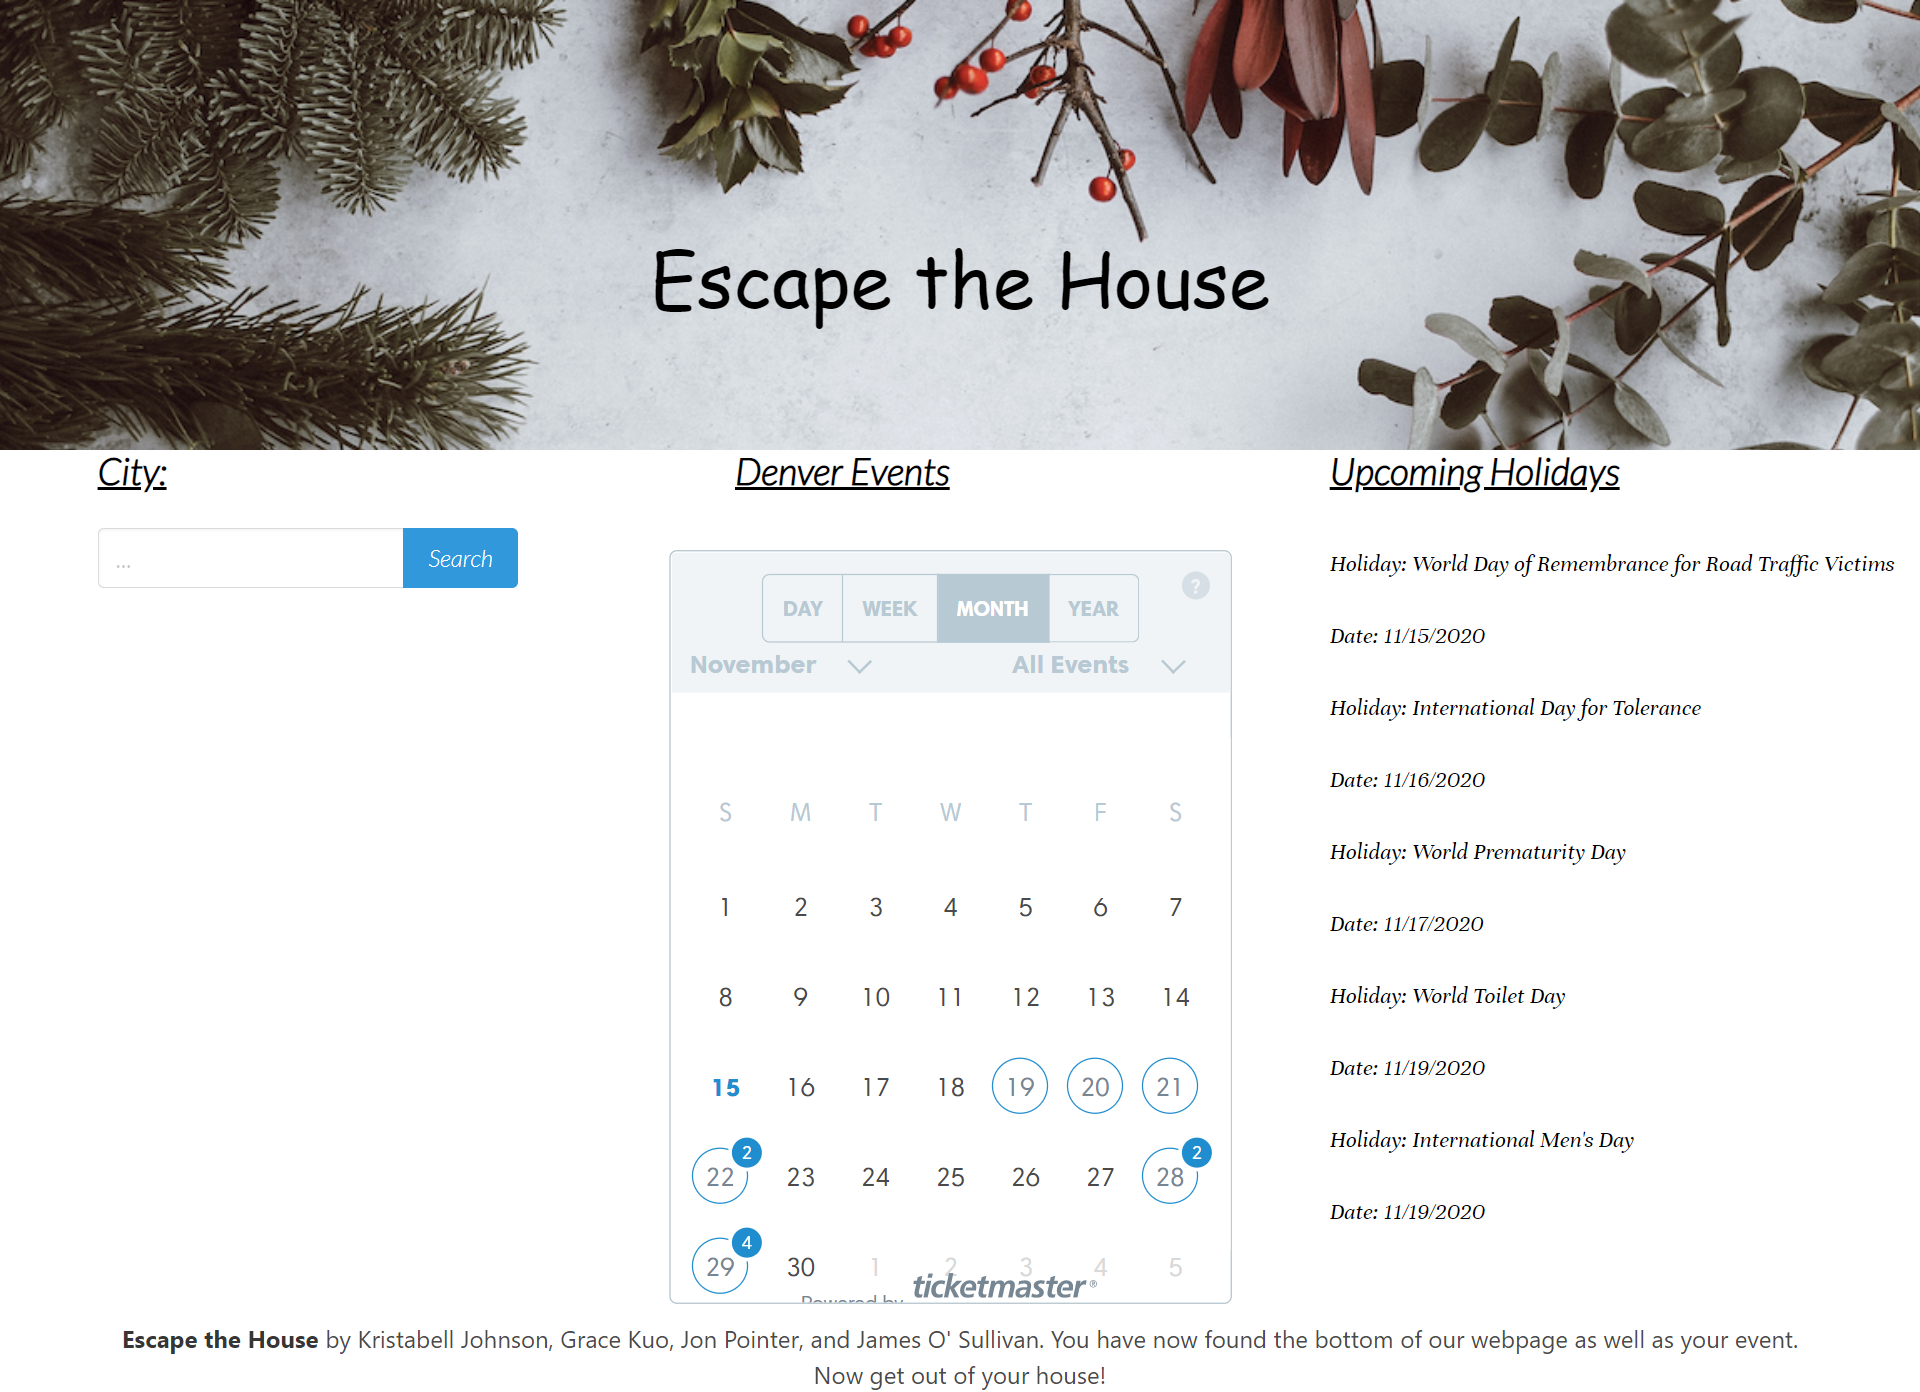 Escape the House
City:
...
Search
Denver Events
DAY WEEK MONTH YEAR
?
November All Events
S M T W T F S
1 2 3 4 5 6 7
8 9 10 11 12 13 14
15 16 17 18 19 20 21
22 2 23 24 25 26 27 28 2
29 4 30 1 2 3 4 5
Powered by ticketmaster®
Upcoming Holidays
Holiday: World Day of Remembrance for Road Traffic Victims
Date: 11/15/2020
Holiday: International Day for Tolerance
Date: 11/16/2020
Holiday: World Prematurity Day
Date: 11/17/2020
Holiday: World Toilet Day
Date: 11/19/2020
Holiday: International Men's Day
Date: 11/19/2020
Escape the House by Kristabell Johnson, Grace Kuo, Jon Pointer, and James O' Sullivan. You have now found the bottom of our webpage as well as your event.
Now get out of your house!